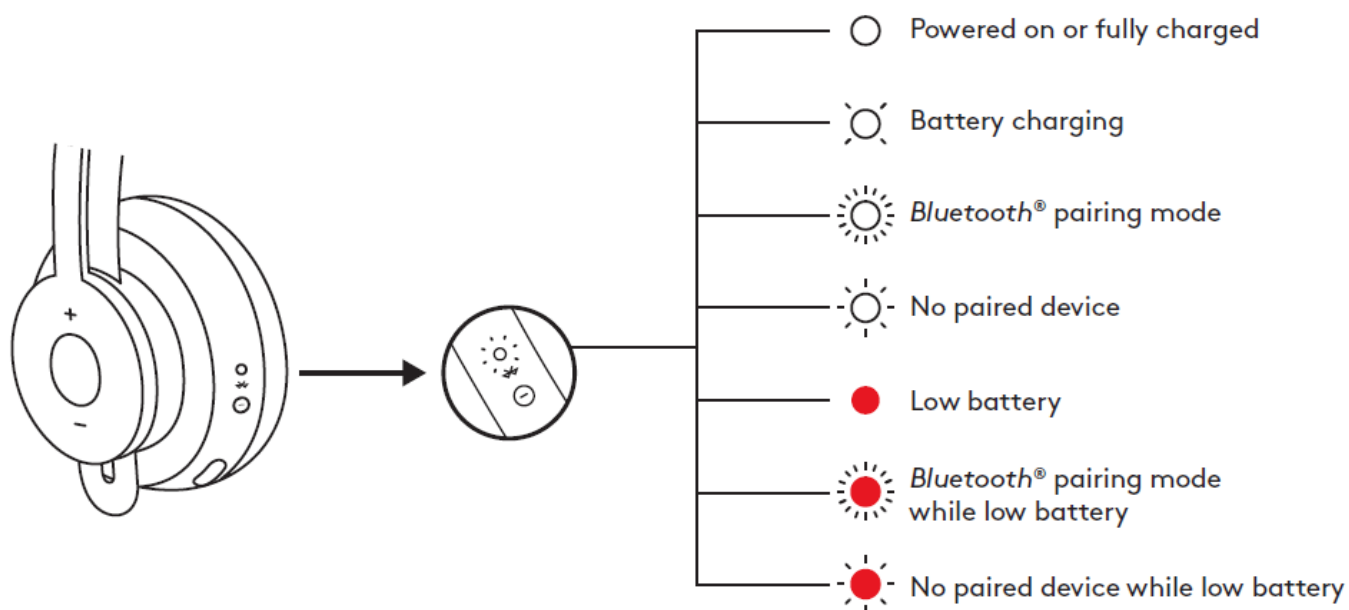 Powered on or fully charged
Battery charging
Bluetooth® pairing mode
No paired device
Low battery
Bluetooth® pairing mode
while low battery
No paired device while low battery
+
−